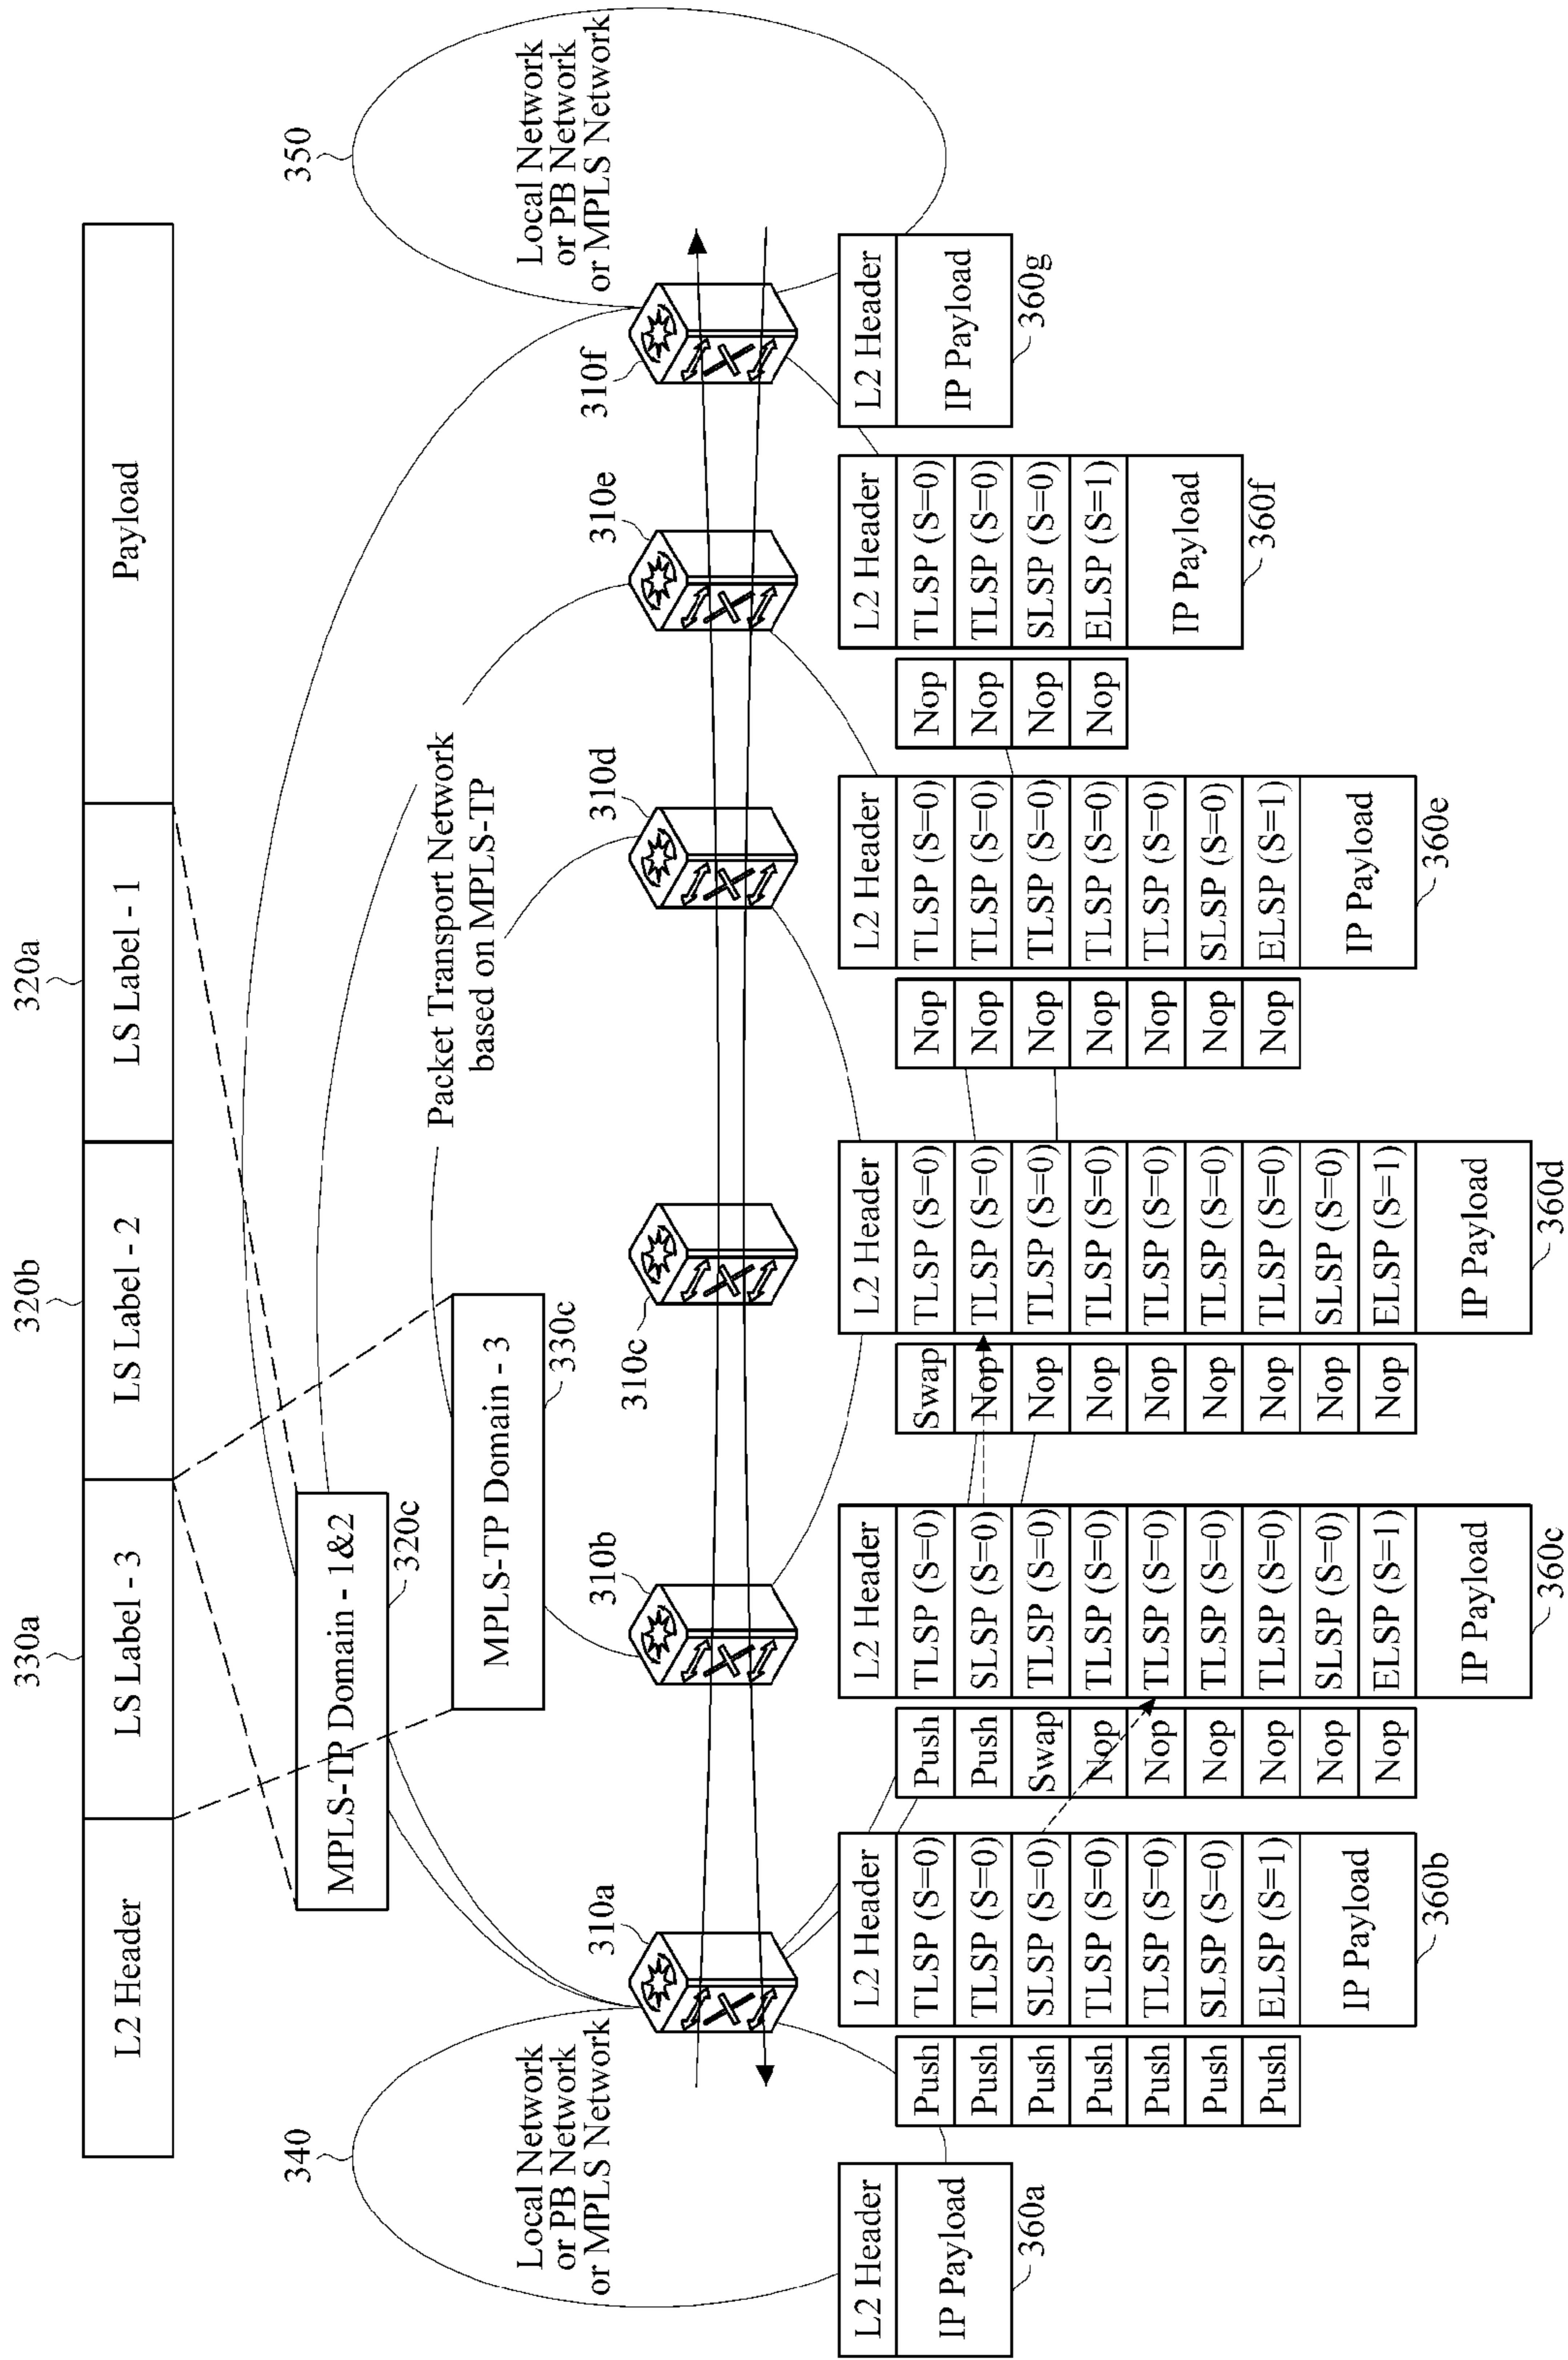 330a
320b
320a
L2 Header
LS Label - 3
LS Label - 2
LS Label - 1
Payload
340
350
MPLS-TP Domain - 1&2
320c
Packet Transport Network
based on MPLS-TP
MPLS-TP Domain - 3
330c
Local Network
or PB Network
or MPLS Network
Local Network
or PB Network
or MPLS Network
310a
310b
310c
310d
310e
310f
L2 Header
IP Payload
360a
Push
Push
Push
Push
Push
Push
Push
L2 Header
TLSP (S=0)
TLSP (S=0)
SLSP (S=0)
TLSP (S=0)
TLSP (S=0)
SLSP (S=0)
ELSP (S=1)
IP Payload
360b
Push
Push
Swap
Nop
Nop
Nop
Nop
Nop
Nop
L2 Header
TLSP (S=0)
SLSP (S=0)
TLSP (S=0)
TLSP (S=0)
TLSP (S=0)
TLSP (S=0)
TLSP (S=0)
SLSP (S=0)
ELSP (S=1)
IP Payload
360c
Swap
Nop
Nop
Nop
Nop
Nop
Nop
Nop
Nop
L2 Header
TLSP (S=0)
TLSP (S=0)
TLSP (S=0)
TLSP (S=0)
TLSP (S=0)
TLSP (S=0)
TLSP (S=0)
SLSP (S=0)
ELSP (S=1)
IP Payload
360d
Nop
Nop
Nop
Nop
Nop
Nop
Nop
L2 Header
TLSP (S=0)
TLSP (S=0)
TLSP (S=0)
TLSP (S=0)
TLSP (S=0)
SLSP (S=0)
ELSP (S=1)
IP Payload
360e
Nop
Nop
Nop
Nop
L2 Header
TLSP (S=0)
TLSP (S=0)
SLSP (S=0)
ELSP (S=1)
IP Payload
360f
L2 Header
IP Payload
360g